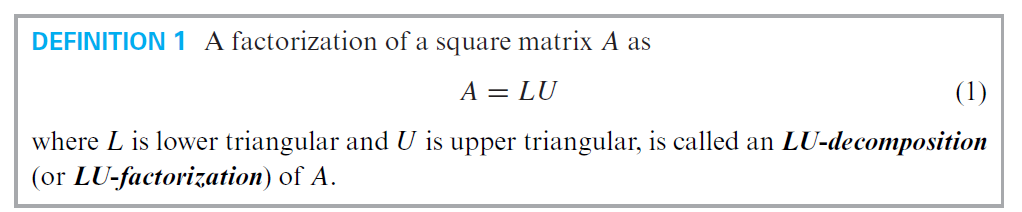 DEFINITION 1 A factorization of a square matrix A as
A = LU (1)
where L is lower triangular and U is upper triangular, is called an LU-decomposition
(or LU-factorization) of A.